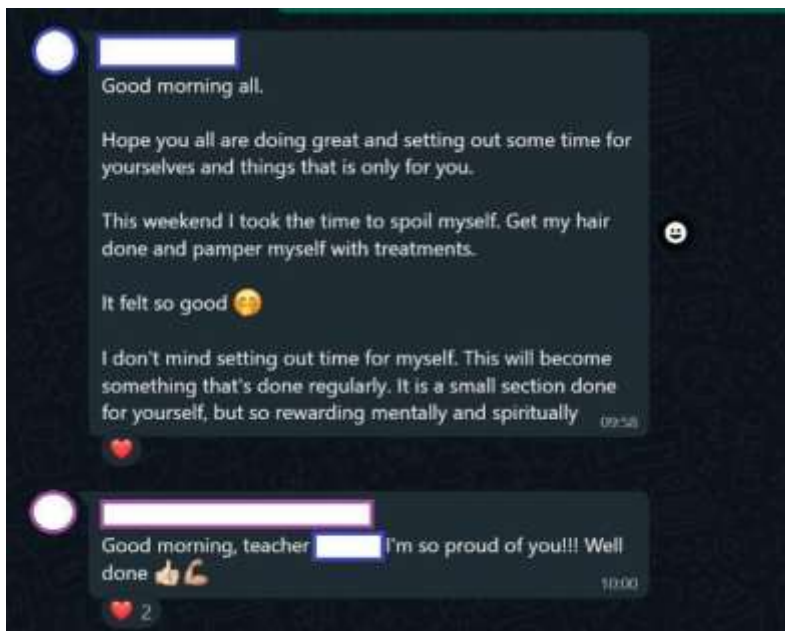 Good morning all.
Hope you all are doing great and setting out some time for
yourselves and things that is only for you.
This weekend I took the time to spoil myself. Get my hair
done and pamper myself with treatments.
It felt so good 🤭
I don't mind setting out time for myself. This will become
something that's done regularly. It is a small section done
for yourself, but so rewarding mentally and spiritually
09:58
Good morning, teacher I'm so proud of you!!! Well
done 👍🏼💪🏼
10:00
2